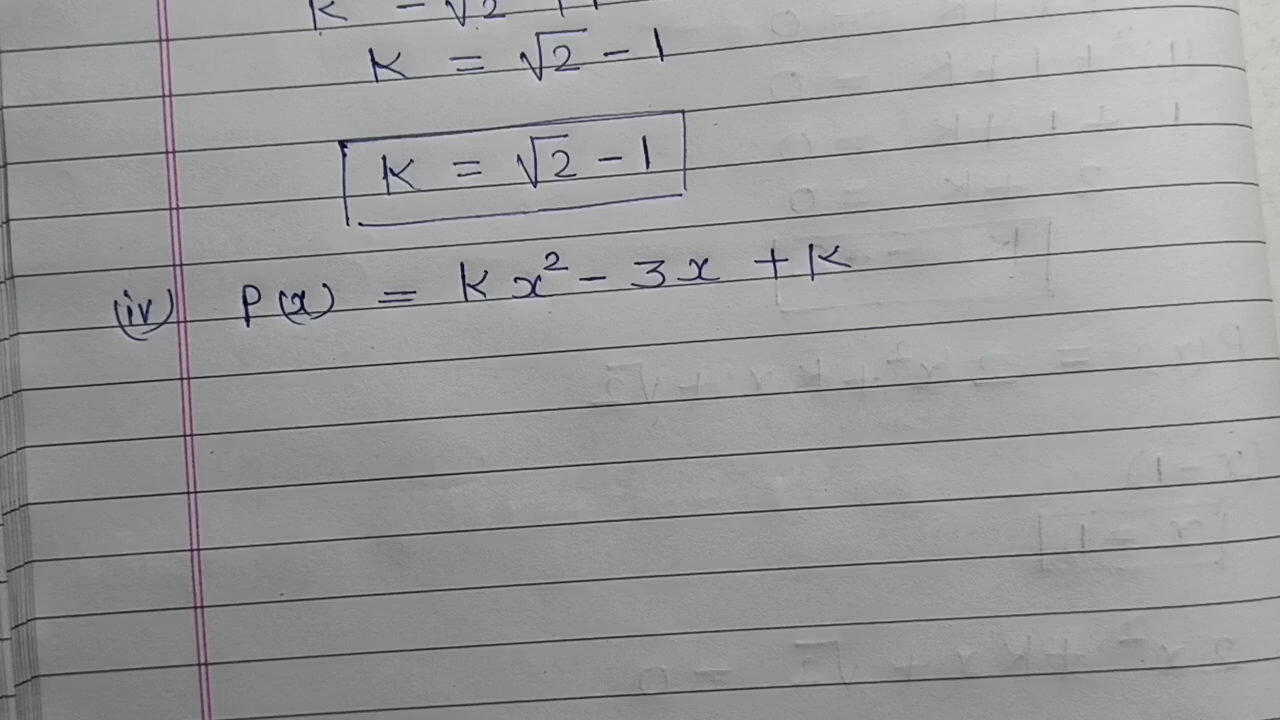 K = √2 - 1
K = √2 - 1
(iv) P(x) = Kx² - 3x + K